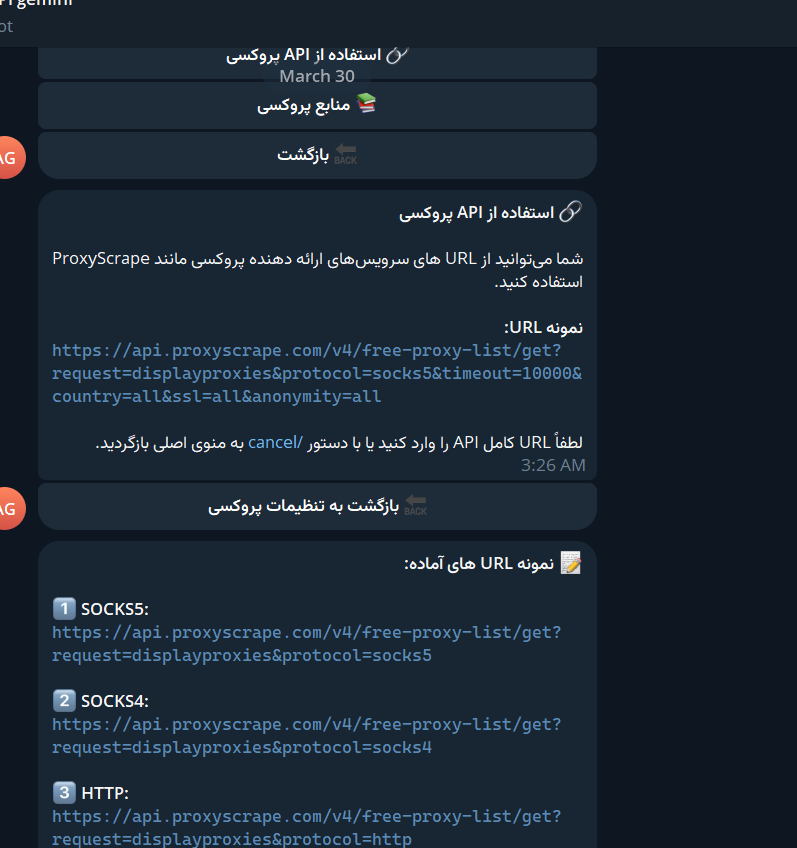 ot
🔗 استفاده از API پروکسی
March 30
📚 منابع پروکسی
🔙 بازگشت
AG
🔗 استفاده از API پروکسی
شما می‌توانید از URL های سرویس‌های ارائه دهنده پروکسی مانند ProxyScrape
استفاده کنید.
نمونه URL:
https://api.proxyscrape.com/v4/free-proxy-list/get?
request=displayproxies&protocol=socks5&timeout=10000&
country=all&ssl=all&anonymity=all
لطفاً URL کامل API را وارد کنید یا با دستور /cancel به منوی اصلی بازگردید.
3:26 AM
🔙 بازگشت به تنظیمات پروکسی
AG
📝 نمونه URL های آماده:
1️⃣ SOCKS5:
https://api.proxyscrape.com/v4/free-proxy-list/get?
request=displayproxies&protocol=socks5
2️⃣ SOCKS4:
https://api.proxyscrape.com/v4/free-proxy-list/get?
request=displayproxies&protocol=socks4
3️⃣ HTTP:
https://api.proxyscrape.com/v4/free-proxy-list/get?
request=displayproxies&protocol=http